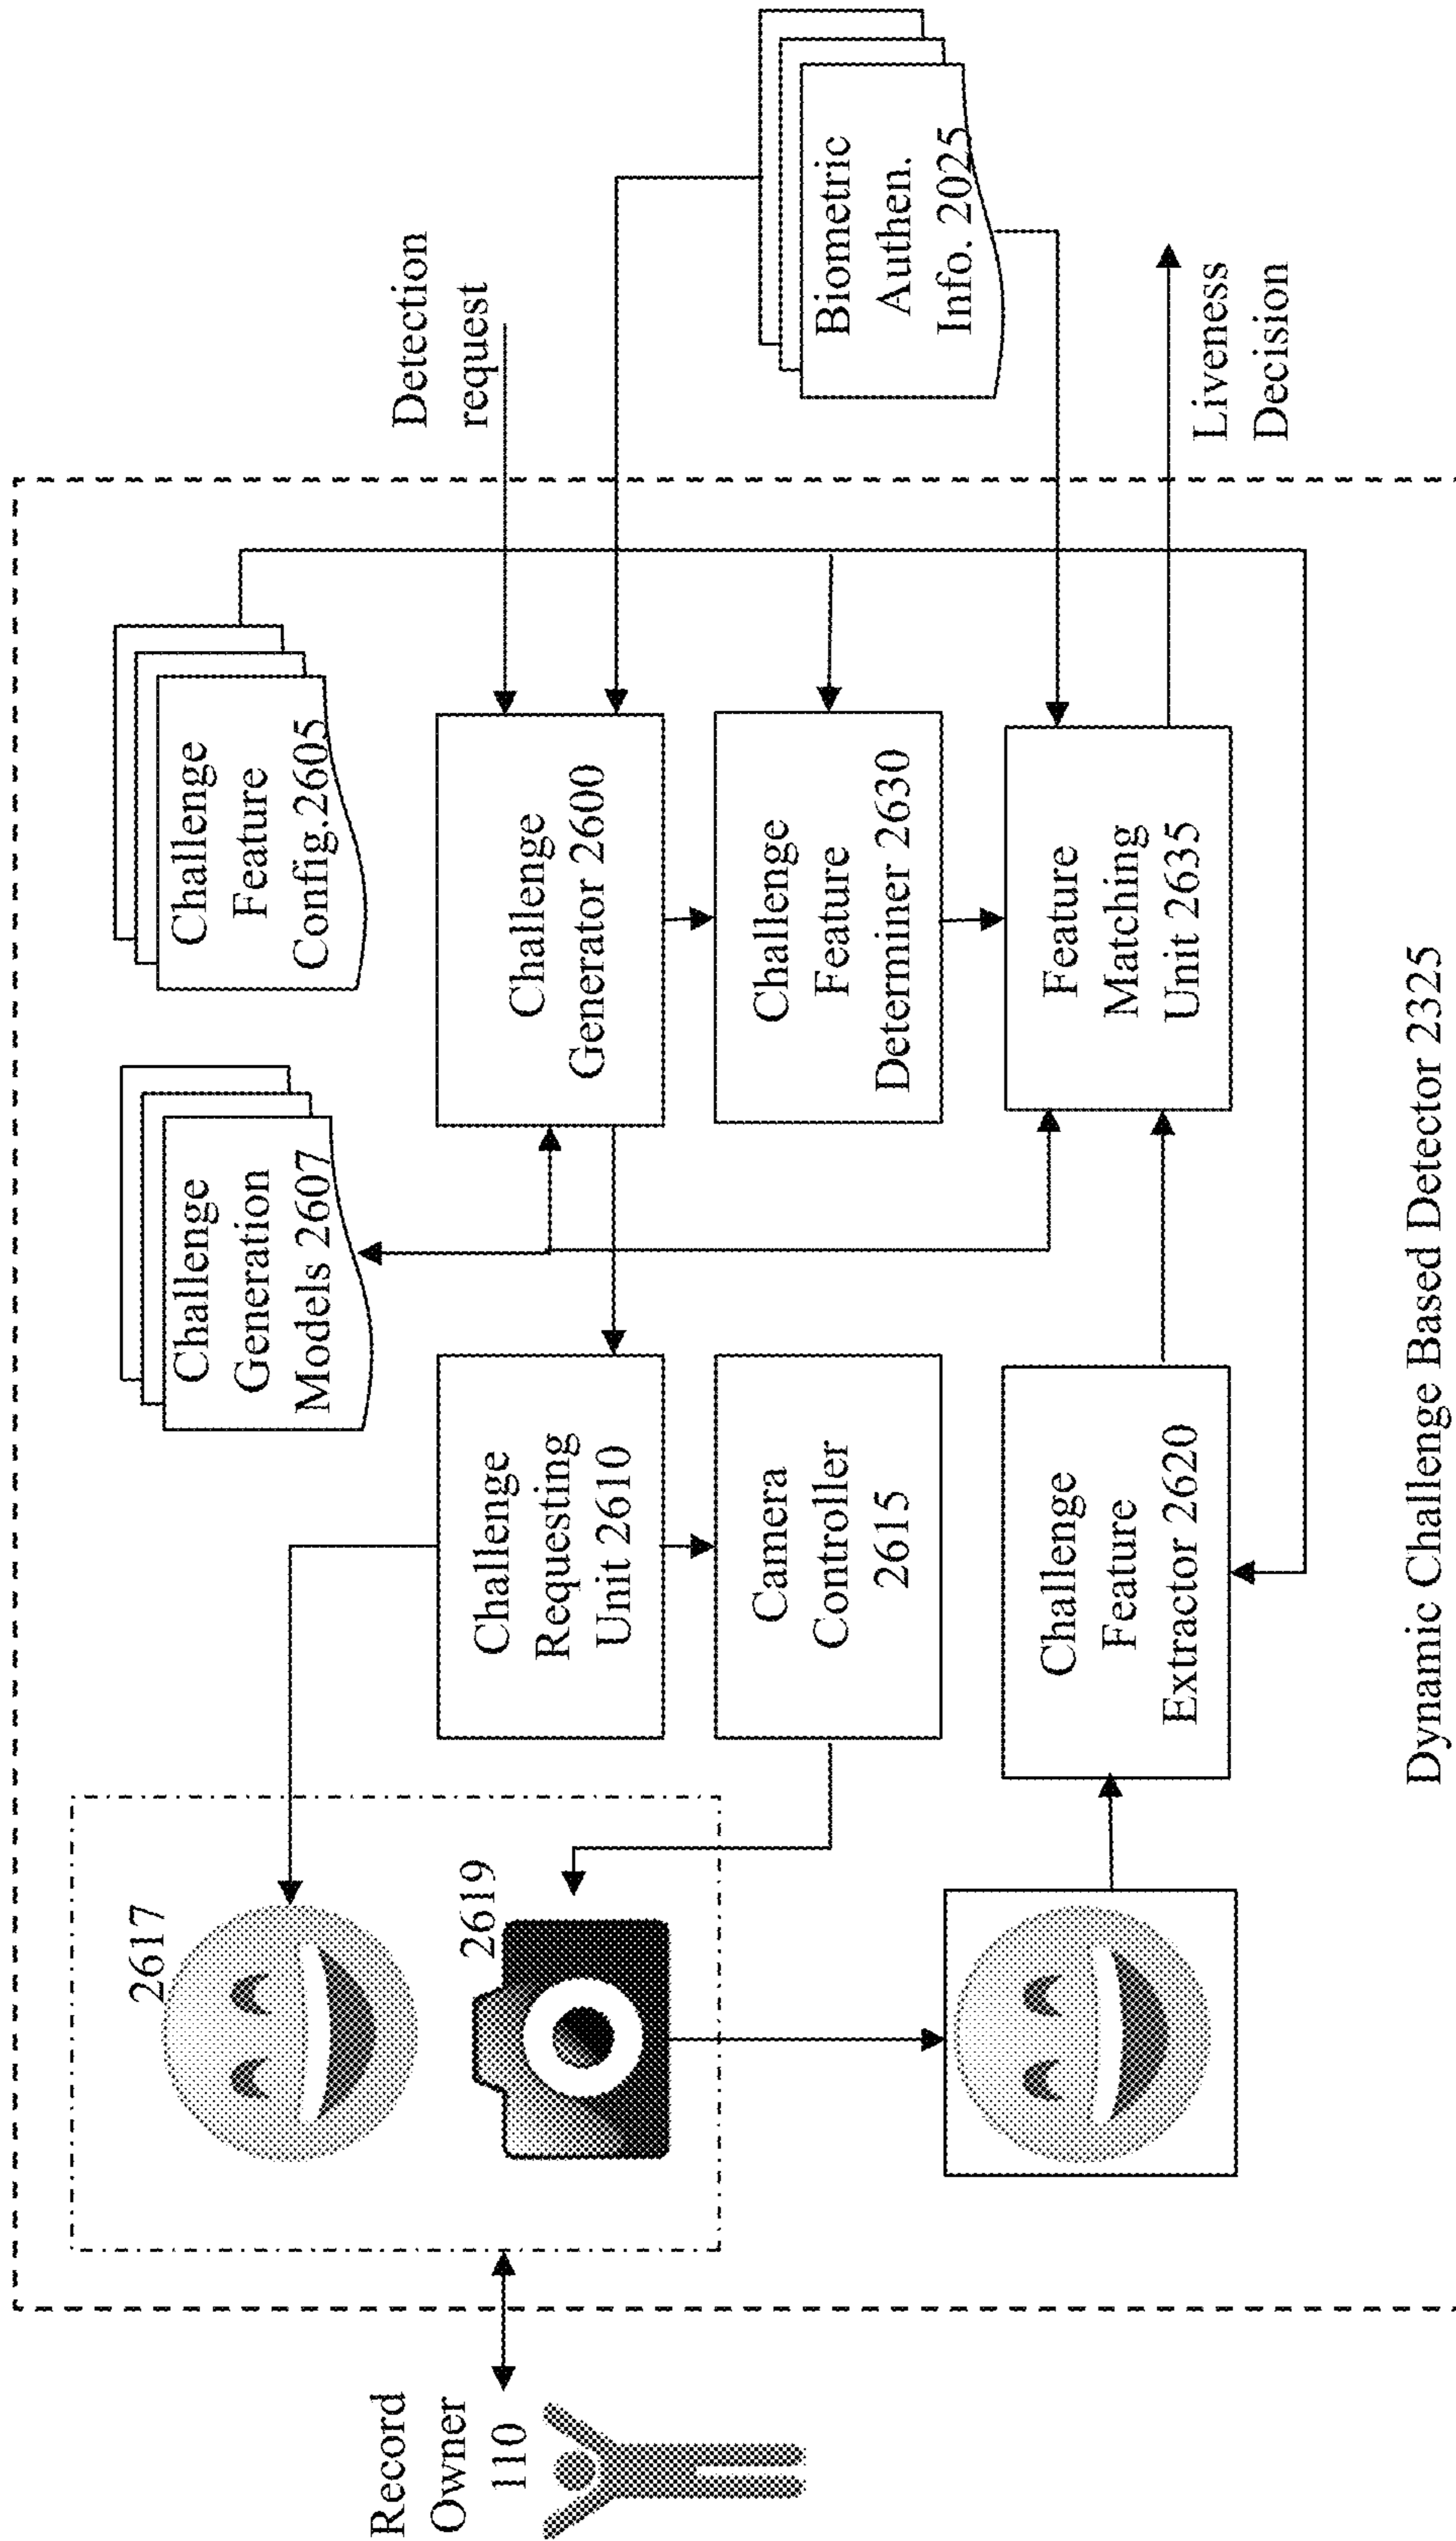 Record
Owner
110
2617
2619
Challenge
Requesting
Unit 2610
Camera
Controller
2615
Challenge
Feature
Extractor 2620
Challenge
Generation
Models 2607
Challenge
Feature
Config.2605
Challenge
Generator 2600
Challenge
Feature
Determiner 2630
Feature
Matching
Unit 2635
Detection
request
Biometric
Authen.
Info. 2025
Liveness
Decision
Dynamic Challenge Based Detector 2325